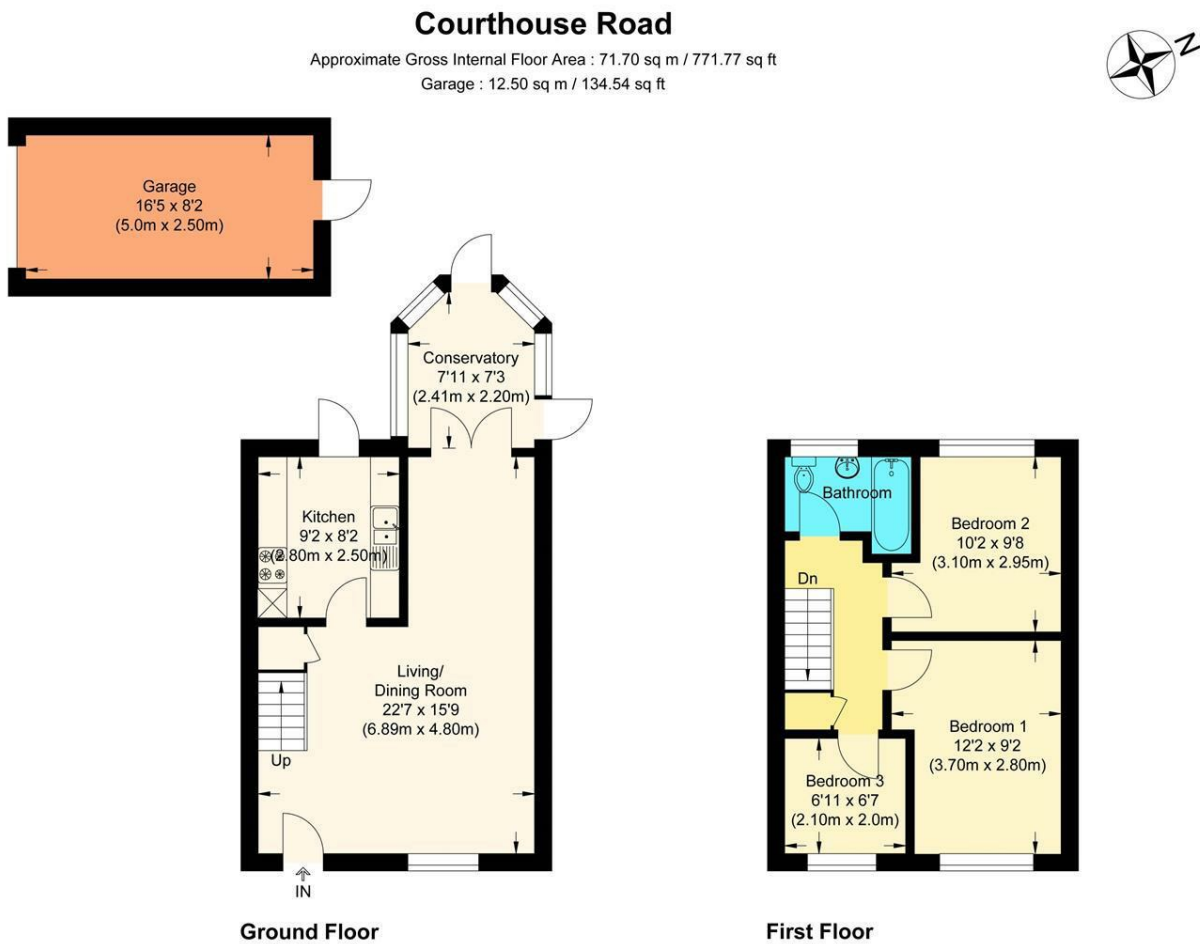 Courthouse Road
Approximate Gross Internal Floor Area : 71.70 sq m / 771.77 sq ft
Garage : 12.50 sq m / 134.54 sq ft
N
Garage
16'5 x 8'2
(5.0m x 2.50m)
Conservatory
7'11 x 7'3
(2.41m x 2.20m)
Kitchen
9'2 x 8'2
(2.80m x 2.50m)
Living/
Dining Room
22'7 x 15'9
(6.89m x 4.80m)
Up
IN
Ground Floor
Bathroom
Bedroom 2
10'2 x 9'8
(3.10m x 2.95m)
Dn
Bedroom 1
12'2 x 9'2
(3.70m x 2.80m)
Bedroom 3
6'11 x 6'7
(2.10m x 2.0m)
First Floor